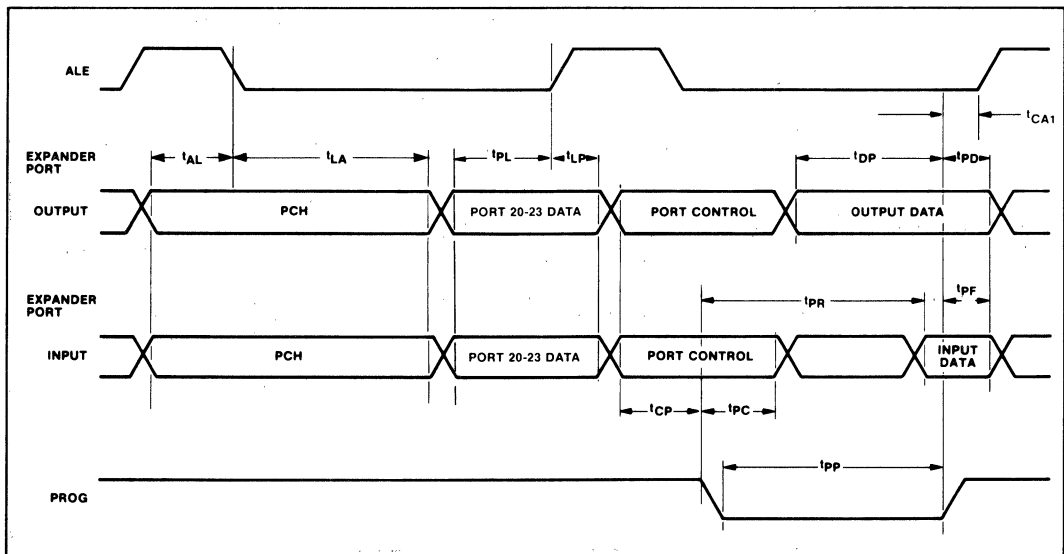 ALE
tCA1
EXPANDER
PORT
tAL
tLA
tPL
tLP
tDP
tPD
OUTPUT
PCH
PORT 20-23 DATA
PORT CONTROL
OUTPUT DATA
EXPANDER
PORT
tPR
tPF
INPUT
PCH
PORT 20-23 DATA
PORT CONTROL
INPUT
DATA
tCP
tPC
tPP
PROG